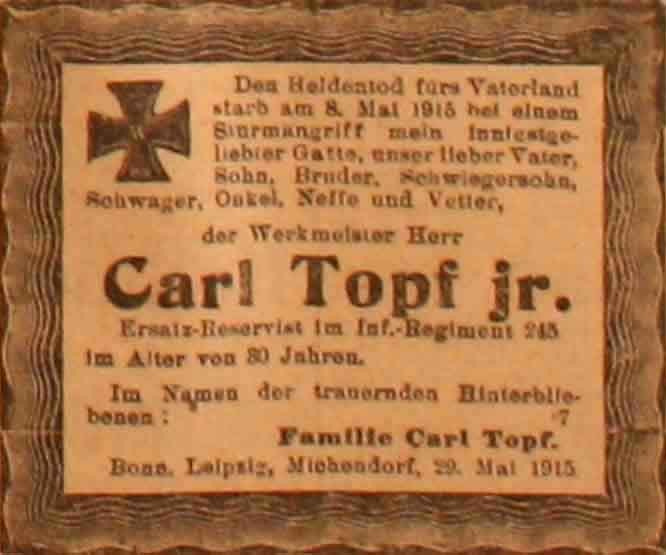 Den Heldentod fürs Vaterland
starb am 8. Mai 1915 bei einem
Sturmangriff mein innigstge-
liebter Gatte, unser lieber Vater,
Sohn, Bruder, Schwiegersohn,
Schwager, Onkel, Neffe und Vetter,
der Werkmeister Herr
Carl Topf jr.
Ersatz-Reservist im Inf.-Regiment 245
im Alter von 30 Jahren.
Im Namen der trauernden Hinterblie-
benen: 7
Familie Carl Topf.
Leipzig, Michendorf, 29. Mai 1915